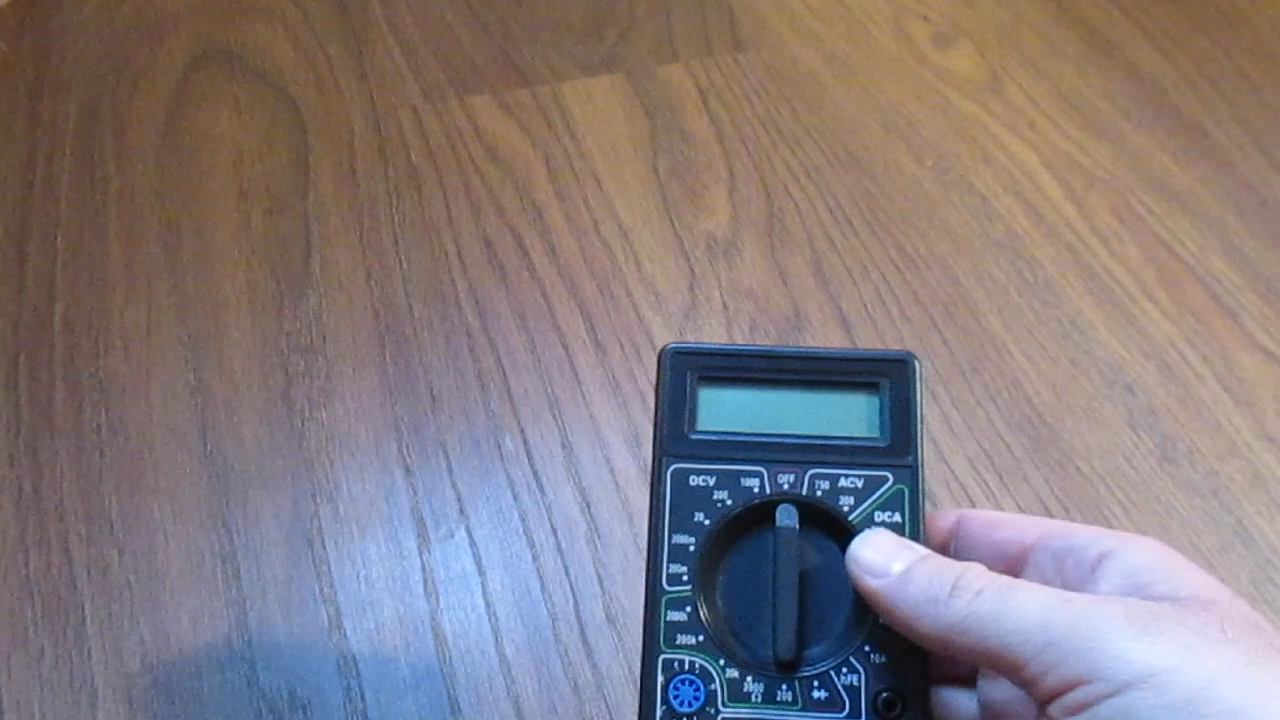 DCV 1000 OFF 750 ACV
200 200
20 DCA
2000m
200m
2000k
200k
20k 2000 200 hFE 10A
Ω